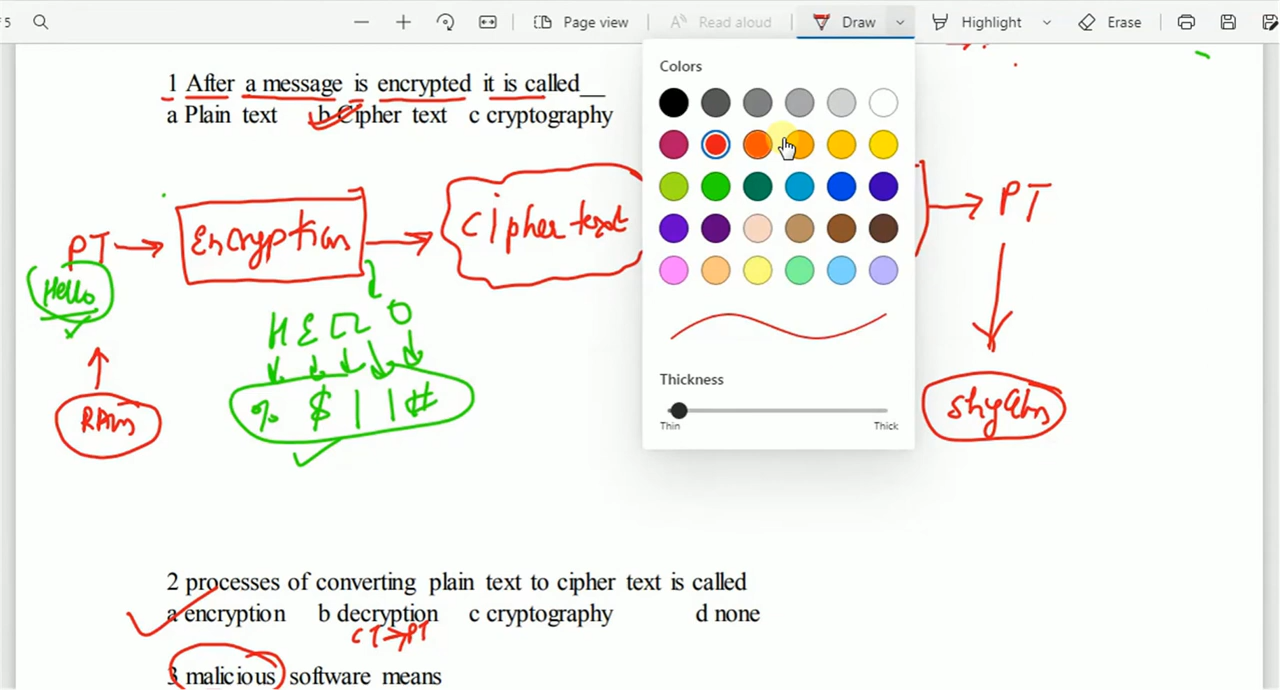 5 Page view Read aloud Draw Highlight Erase
Colors
1 After a message is encrypted it is called__
a Plain text b Cipher text c cryptography
PT Encryption Cipher text PT
Hello
HELLO
% $ | | #
RAM
Thickness
Thin Thick
Shyam
2 processes of converting plain text to cipher text is called
a encryption b decryption c cryptography d none
CT→PT
3 malicious software means